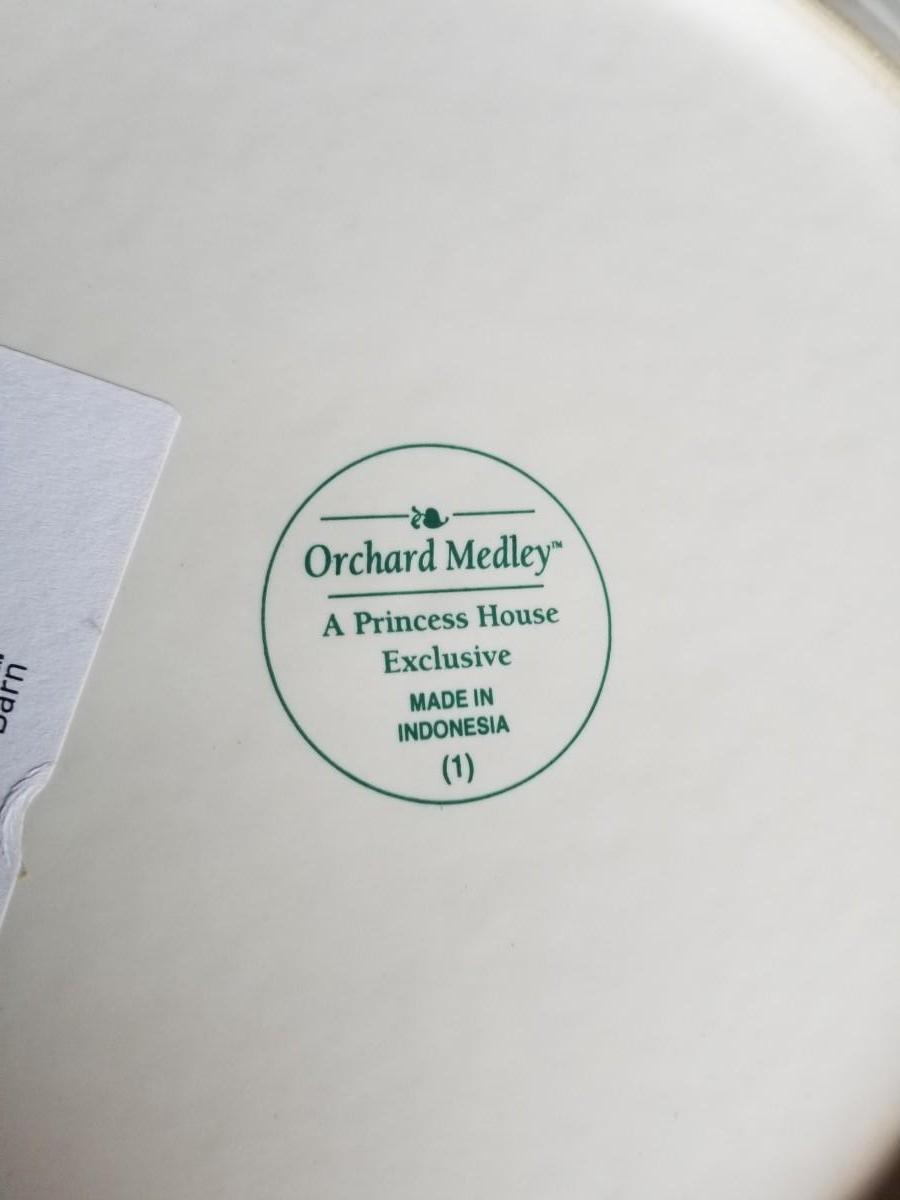 Orchard Medley™
A Princess House
Exclusive
MADE IN
INDONESIA
(1)